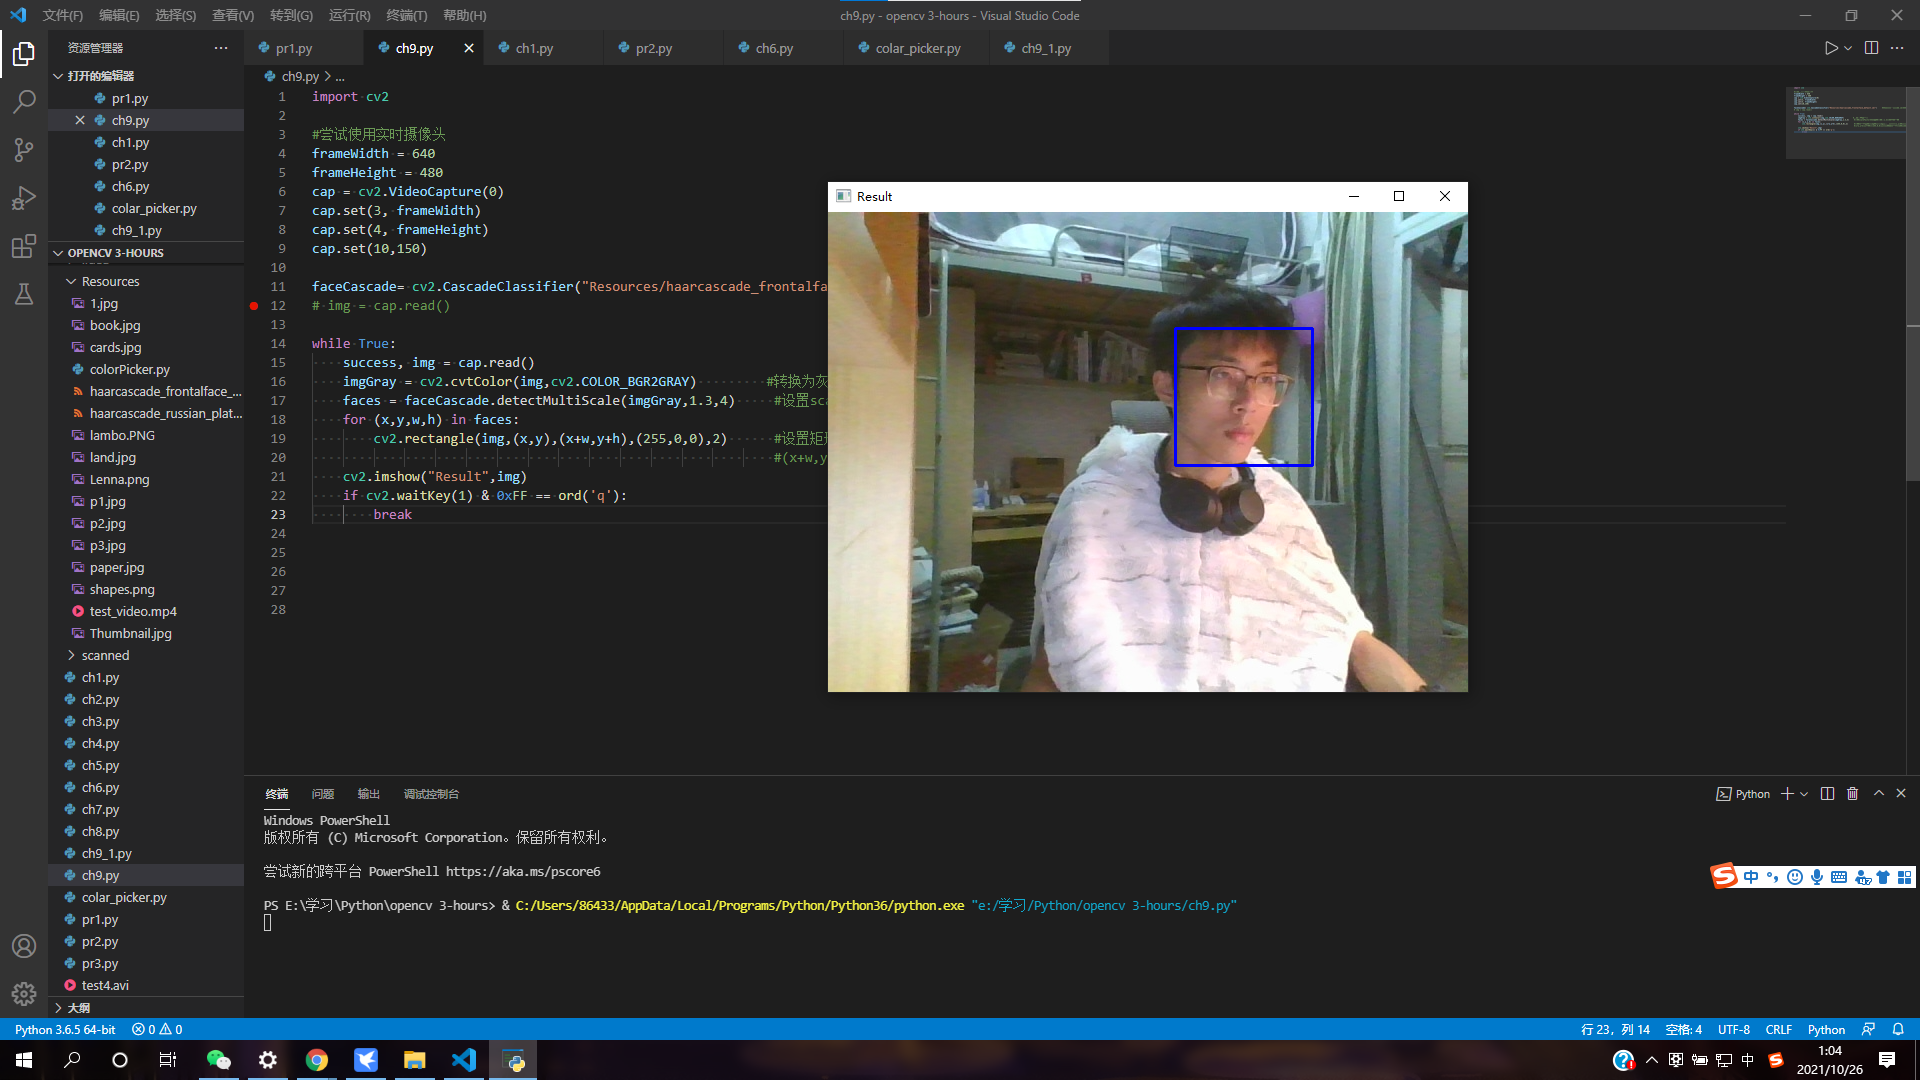 文件(F) 编辑(E) 选择(S) 查看(V) 转到(G) 运行(R) 终端(T) 帮助(H)
ch9.py - opencv 3-hours - Visual Studio Code
资源管理器
打开的编辑器
pr1.py
ch9.py
ch1.py
pr2.py
ch6.py
colar_picker.py
ch9_1.py
OPENCV 3-HOURS
Resources
1.jpg
book.jpg
cards.jpg
colorPicker.py
haarcascade_frontalface_...
haarcascade_russian_plat...
lambo.PNG
land.jpg
Lenna.png
p1.jpg
p2.jpg
p3.jpg
paper.jpg
shapes.png
test_video.mp4
Thumbnail.jpg
scanned
ch1.py
ch2.py
ch3.py
ch4.py
ch5.py
ch6.py
ch7.py
ch8.py
ch9_1.py
ch9.py
colar_picker.py
pr1.py
pr2.py
pr3.py
test4.avi
大纲
pr1.py ch9.py ch1.py pr2.py ch6.py colar_picker.py ch9_1.py
ch9.py > ...
1 import cv2
2
3 #尝试使用实时摄像头
4 frameWidth = 640
5 frameHeight = 480
6 cap = cv2.VideoCapture(0)
7 cap.set(3, frameWidth)
8 cap.set(4, frameHeight)
9 cap.set(10,150)
10
11 faceCascade= cv2.CascadeClassifier("Resources/haarcascade_frontalfa
12 # img = cap.read()
13
14 while True:
15 success, img = cap.read()
16 imgGray = cv2.cvtColor(img,cv2.COLOR_BGR2GRAY) #转换为灰
17 faces = faceCascade.detectMultiScale(imgGray,1.3,4) #设置sca
18 for (x,y,w,h) in faces:
19 cv2.rectangle(img,(x,y),(x+w,y+h),(255,0,0),2) #设置矩形
20 #(x+w,y
21 cv2.imshow("Result",img)
22 if cv2.waitKey(1) & 0xFF == ord('q'):
23 break
24
25
26
27
28
Result
终端 问题 输出 调试控制台
Python
Windows PowerShell
版权所有 (C) Microsoft Corporation。保留所有权利。
尝试新的跨平台 PowerShell https://aka.ms/pscore6
PS E:\学习\Python\opencv 3-hours> & C:/Users/86433/AppData/Local/Programs/Python/Python36/python.exe "e:/学习/Python/opencv 3-hours/ch9.py"
中
Python 3.6.5 64-bit 0 0
行 23，列 14 空格: 4 UTF-8 CRLF Python
中
1:04
2021/10/26